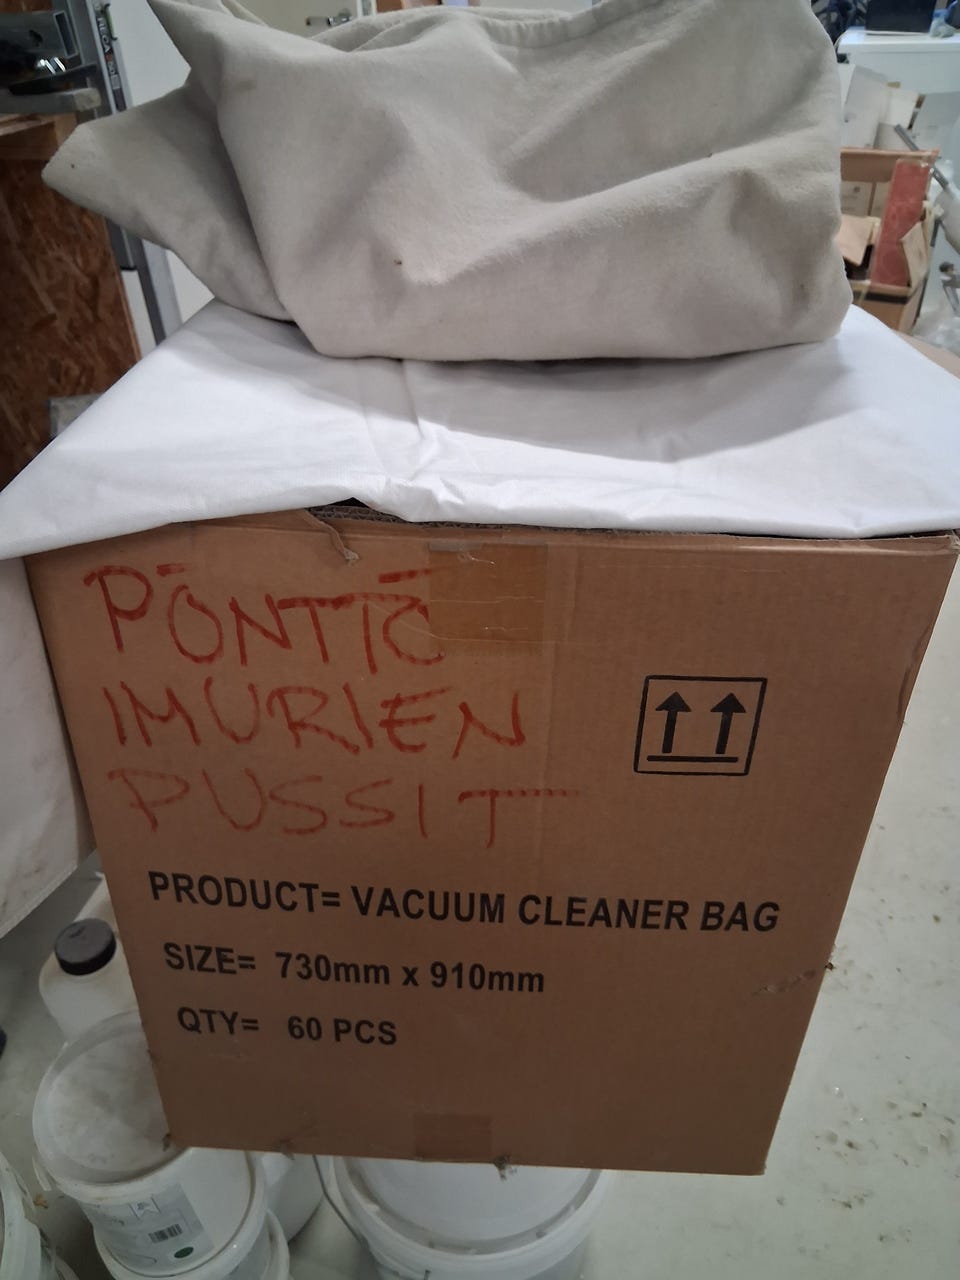 PÖNTTÖ
IMURIEN
PUSSIT
PRODUCT= VACUUM CLEANER BAG
SIZE= 730mm x 910mm
QTY= 60 PCS